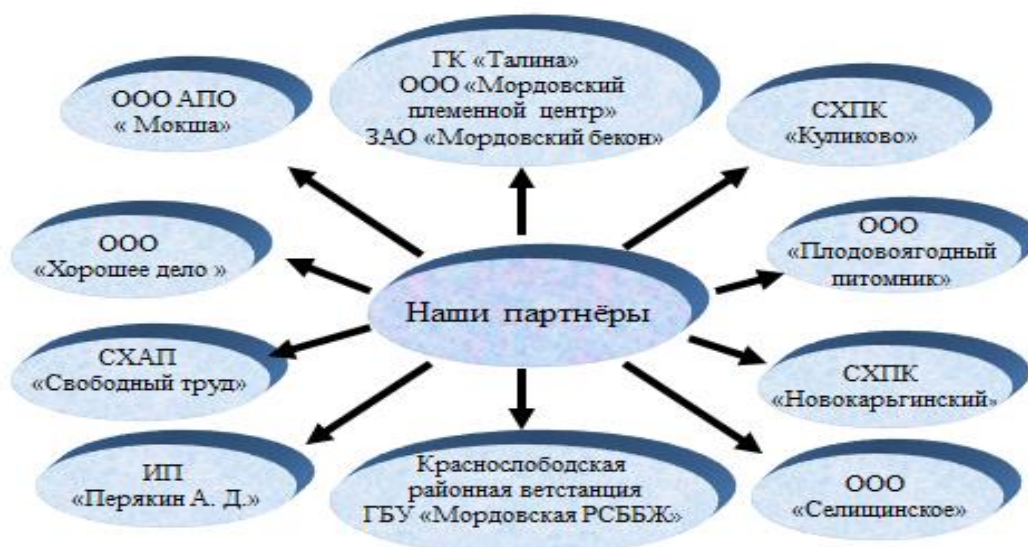 ГК «Талина»
ООО «Мордовский
племенной центр»
ЗАО «Мордовский бекон»
ООО АПО
« Мокша»
СХПК
«Куликово»
ООО
«Хорошее дело »
ООО
«Плодовоягодный
питомник»
Наши партнёры
СХАП
«Свободный труд»
СХПК
«Новокарьгинский»
ИП
«Перякин А. Д.»
Краснослободская
районная ветстанция
ГБУ «Мордовская РСББЖ»
ООО
«Селищинское»